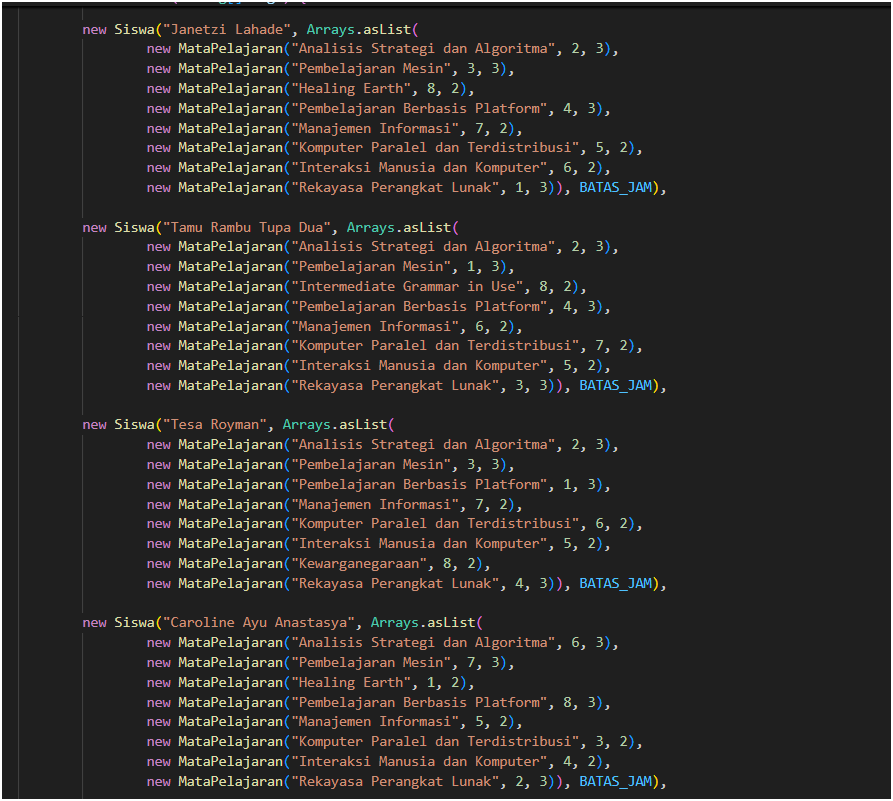 new Siswa("Janetzi Lahade", Arrays.asList(
new MataPelajaran("Analisis Strategi dan Algoritma", 2, 3),
new MataPelajaran("Pembelajaran Mesin", 3, 3),
new MataPelajaran("Healing Earth", 8, 2),
new MataPelajaran("Pembelajaran Berbasis Platform", 4, 3),
new MataPelajaran("Manajemen Informasi", 7, 2),
new MataPelajaran("Komputer Paralel dan Terdistribusi", 5, 2),
new MataPelajaran("Interaksi Manusia dan Komputer", 6, 2),
new MataPelajaran("Rekayasa Perangkat Lunak", 1, 3)), BATAS_JAM),
new Siswa("Tamu Rambu Tupa Dua", Arrays.asList(
new MataPelajaran("Analisis Strategi dan Algoritma", 2, 3),
new MataPelajaran("Pembelajaran Mesin", 1, 3),
new MataPelajaran("Intermediate Grammar in Use", 8, 2),
new MataPelajaran("Pembelajaran Berbasis Platform", 4, 3),
new MataPelajaran("Manajemen Informasi", 6, 2),
new MataPelajaran("Komputer Paralel dan Terdistribusi", 7, 2),
new MataPelajaran("Interaksi Manusia dan Komputer", 5, 2),
new MataPelajaran("Rekayasa Perangkat Lunak", 3, 3)), BATAS_JAM),
new Siswa("Tesa Royman", Arrays.asList(
new MataPelajaran("Analisis Strategi dan Algoritma", 2, 3),
new MataPelajaran("Pembelajaran Mesin", 3, 3),
new MataPelajaran("Pembelajaran Berbasis Platform", 1, 3),
new MataPelajaran("Manajemen Informasi", 7, 2),
new MataPelajaran("Komputer Paralel dan Terdistribusi", 6, 2),
new MataPelajaran("Interaksi Manusia dan Komputer", 5, 2),
new MataPelajaran("Kewarganegaraan", 8, 2),
new MataPelajaran("Rekayasa Perangkat Lunak", 4, 3)), BATAS_JAM),
new Siswa("Caroline Ayu Anastasya", Arrays.asList(
new MataPelajaran("Analisis Strategi dan Algoritma", 6, 3),
new MataPelajaran("Pembelajaran Mesin", 7, 3),
new MataPelajaran("Healing Earth", 1, 2),
new MataPelajaran("Pembelajaran Berbasis Platform", 8, 3),
new MataPelajaran("Manajemen Informasi", 5, 2),
new MataPelajaran("Komputer Paralel dan Terdistribusi", 3, 2),
new MataPelajaran("Interaksi Manusia dan Komputer", 4, 2),
new MataPelajaran("Rekayasa Perangkat Lunak", 2, 3)), BATAS_JAM),